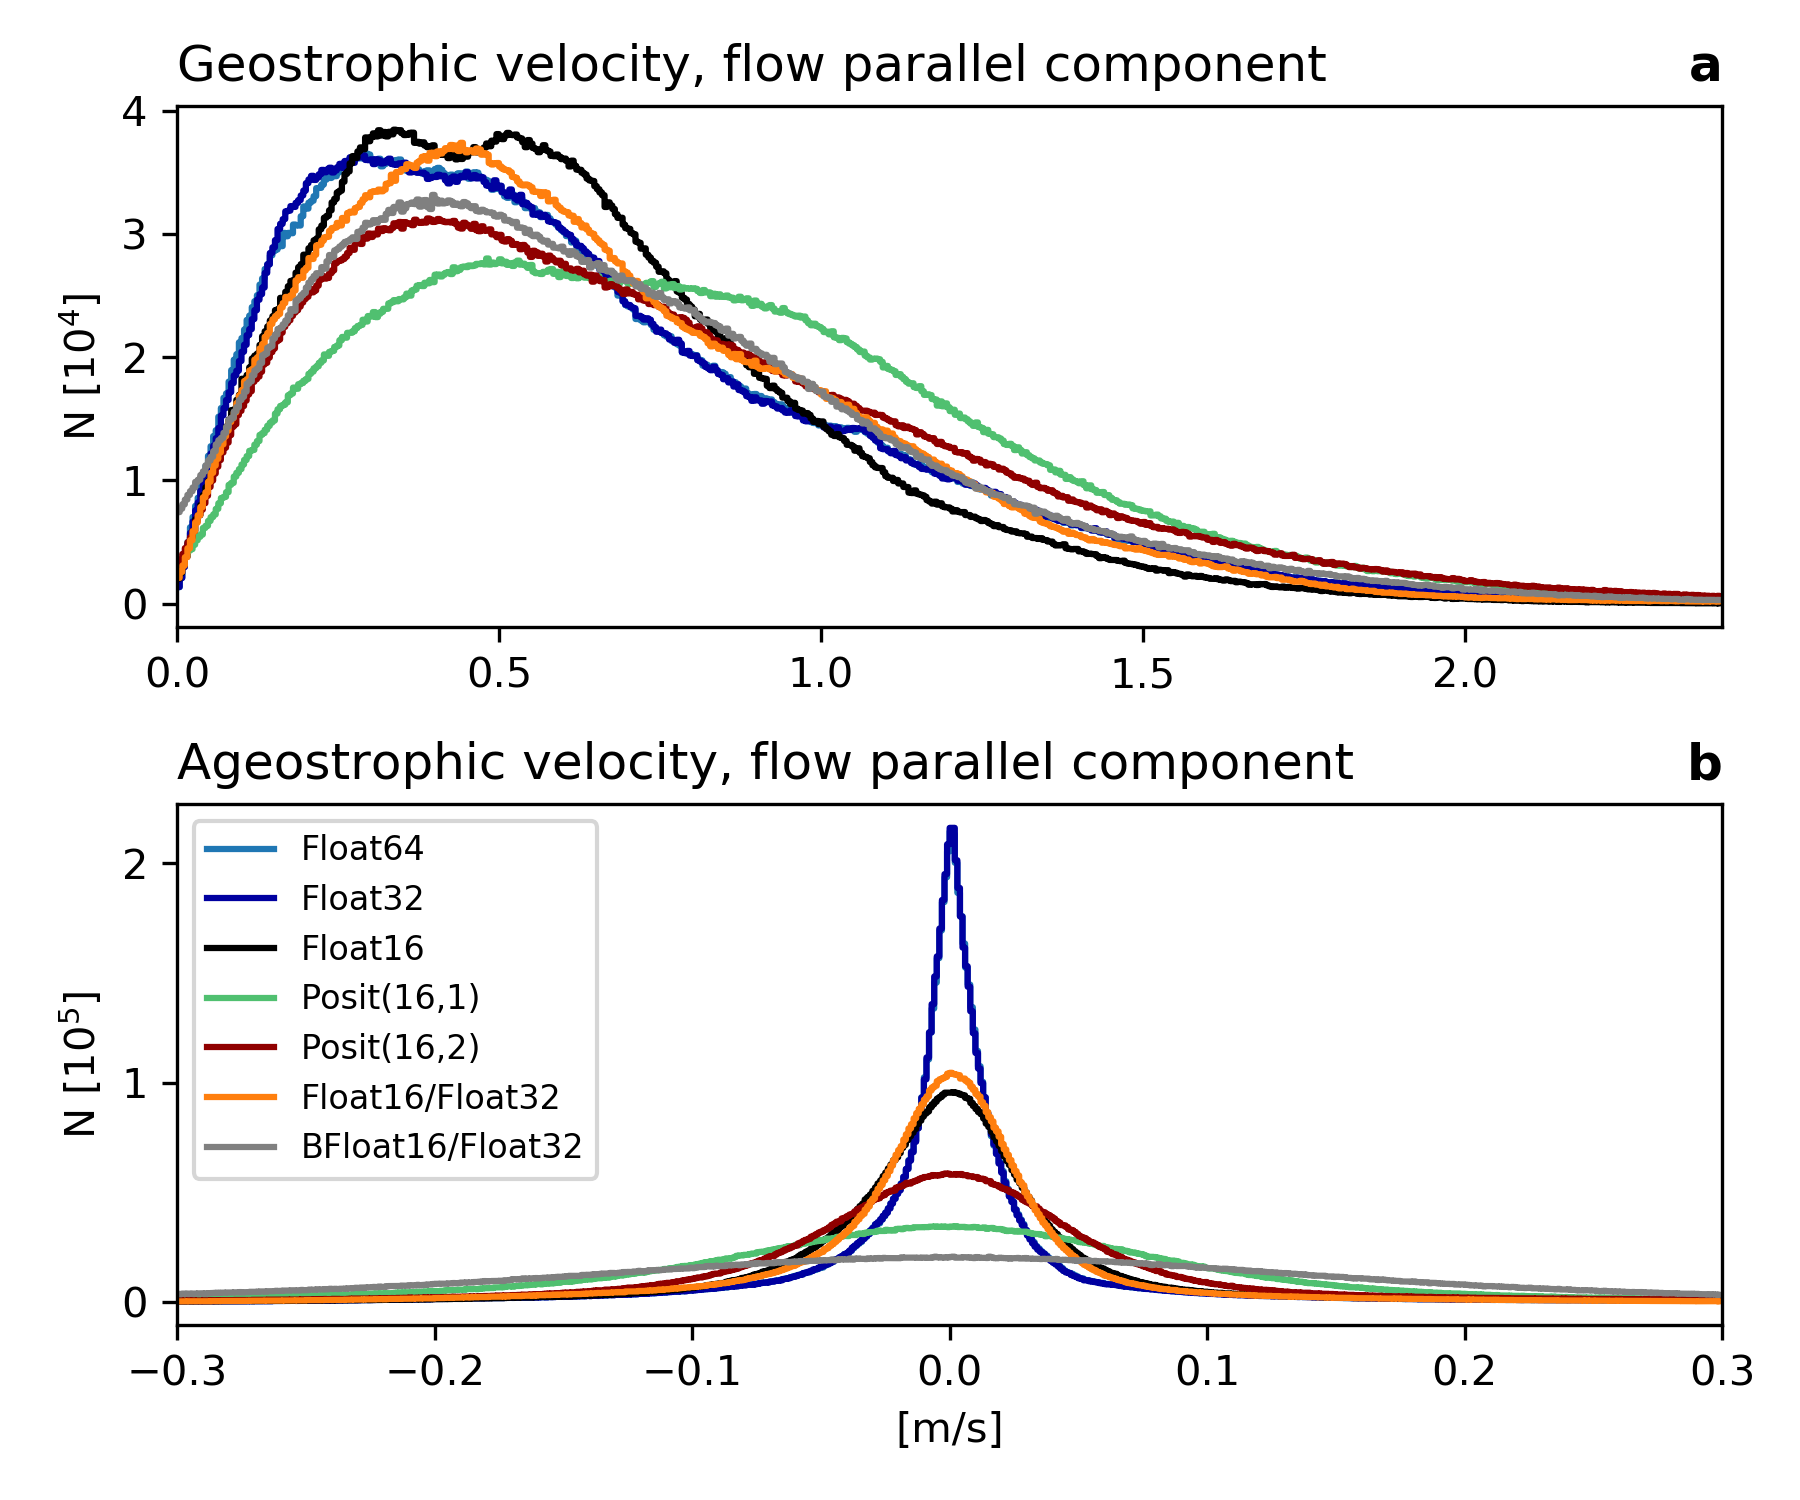 Geostrophic velocity, flow parallel component a
4
3
2
1
0
N [10⁴]
0.0 0.5 1.0 1.5 2.0
Ageostrophic velocity, flow parallel component b
Float64
Float32
Float16
Posit(16,1)
Posit(16,2)
Float16/Float32
BFloat16/Float32
2
1
0
N [10⁵]
−0.3 −0.2 −0.1 0.0 0.1 0.2 0.3
[m/s]